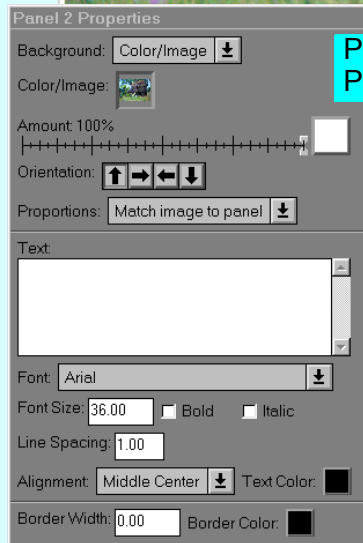 Panel 2 Properties
Background: Color/Image
P
P
Color/Image:
Amount: 100%
Orientation:
Proportions: Match image to panel
Text:
Font: Arial
Font Size: 36.00 Bold Italic
Line Spacing: 1.00
Alignment: Middle Center Text Color:
Border Width: 0.00 Border Color: